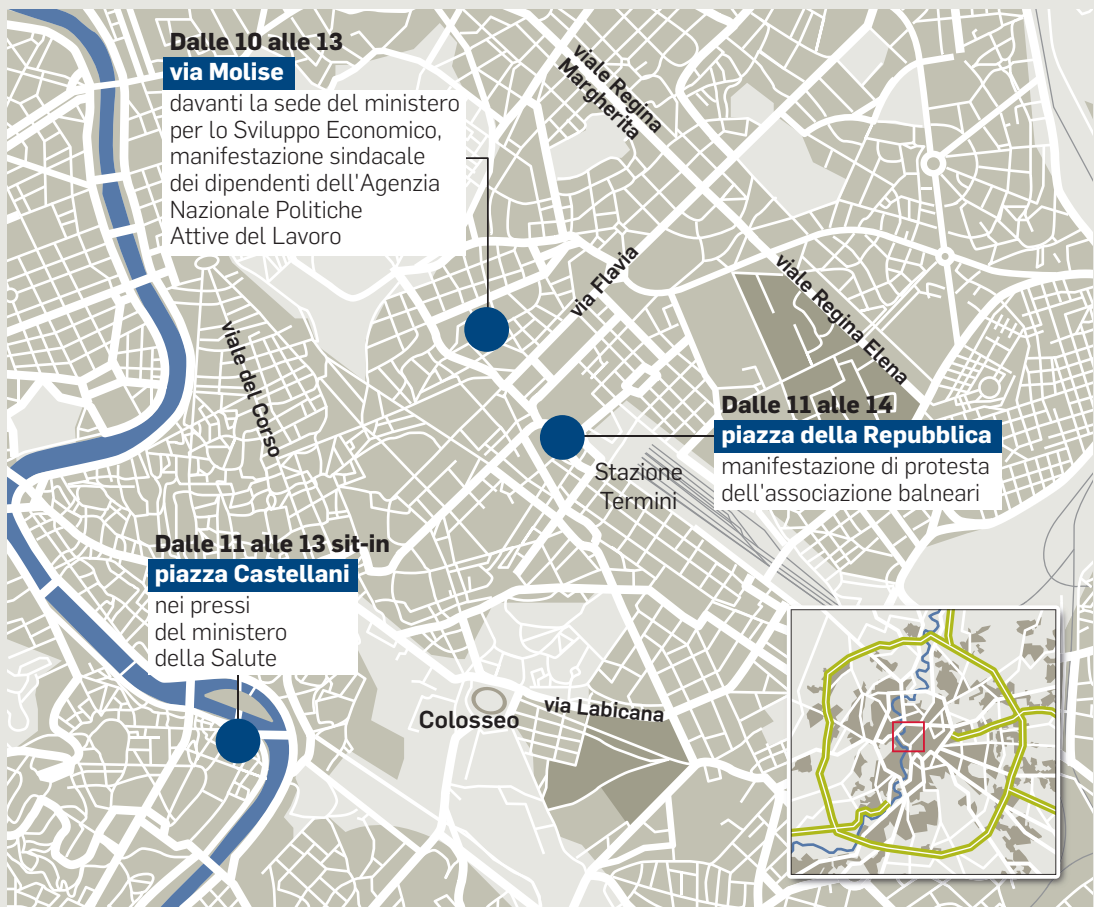 Dalle 10 alle 13
via Molise
davanti la sede del ministero
per lo Sviluppo Economico,
manifestazione sindacale
dei dipendenti dell'Agenzia
Nazionale Politiche
Attive del Lavoro
viale Regina
Margherita
via Flavia
viale Regina Elena
viale del Corso
Dalle 11 alle 14
piazza della Repubblica
manifestazione di protesta
dell'associazione balneari
Stazione
Termini
Dalle 11 alle 13 sit-in
piazza Castellani
nei pressi
del ministero
della Salute
Colosseo
via Labicana